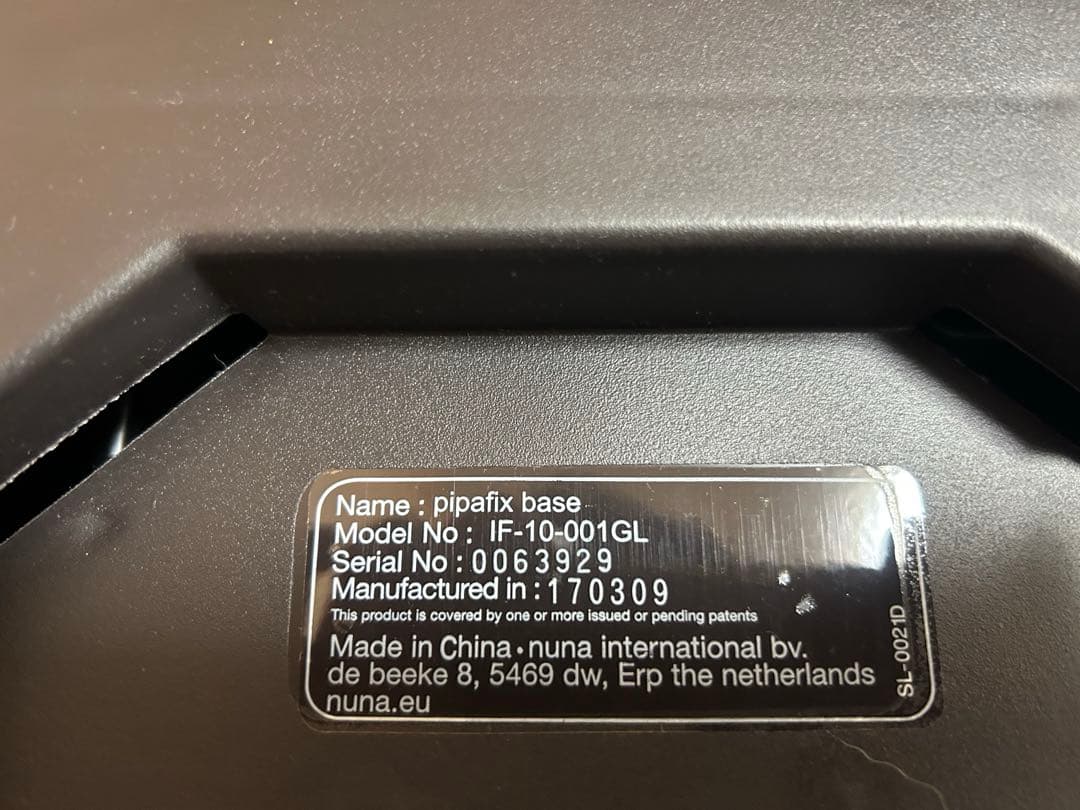 Name : pipafix base
Model No : IF-10-001GL
Serial No : 0063929
Manufactured in : 170309
This product is covered by one or more issued or pending patents
Made in China • nuna international bv.
de beeke 8, 5469 dw, Erp the netherlands
nuna.eu
SL-0021D